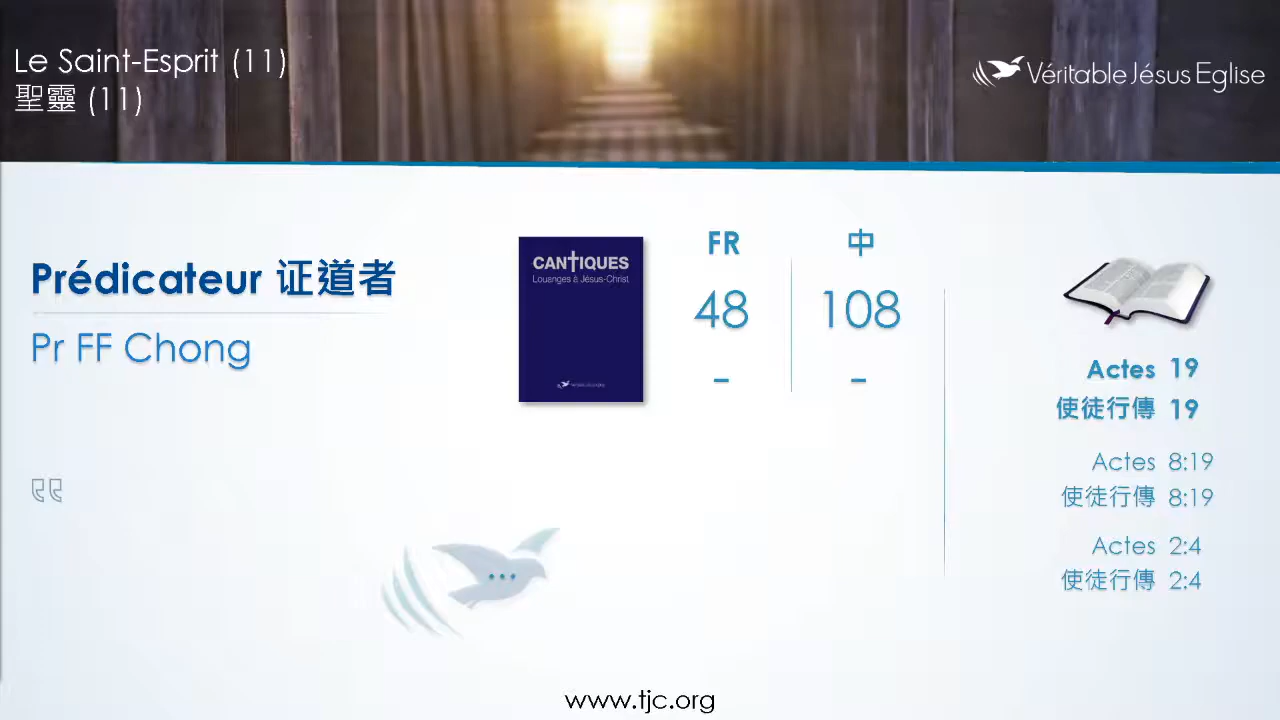 Le Saint-Esprit (11)
聖靈 (11)
Véritable Jésus Eglise
Prédicateur 证道者
Pr FF Chong
CANTIQUES
Louanges à Jésus-Christ
FR
48
–
中
108
–
Actes 19
使徒行傳 19
Actes 8:19
使徒行傳 8:19
Actes 2:4
使徒行傳 2:4
www.tjc.org